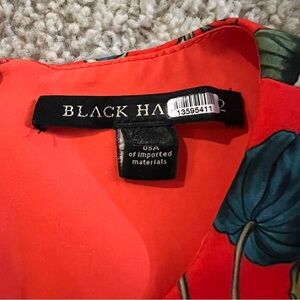 BLACK HA
13595411
USA
of imported
materials